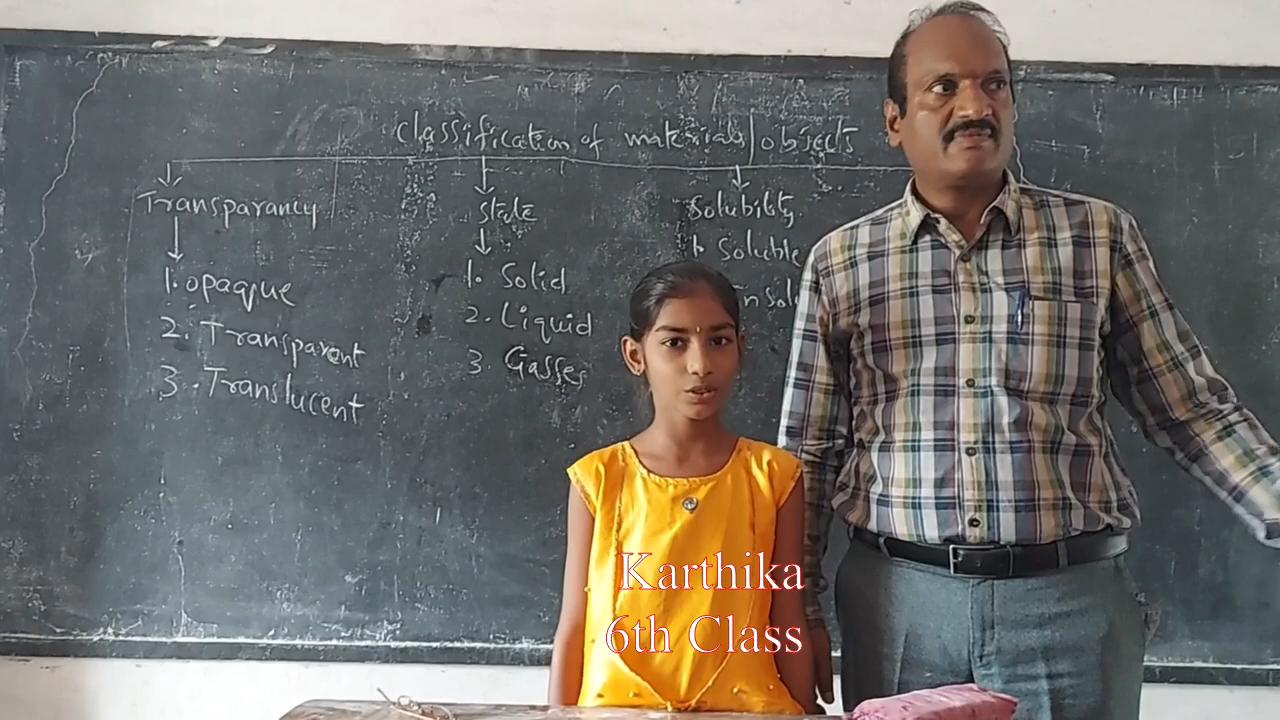 Classification of materials/objects
Transparancy
1. opaque
2. Transparent
3. Translucent
State
1. Solid
2. Liquid
3. Gasses
Solubility
1. Soluble
Karthika
6th Class